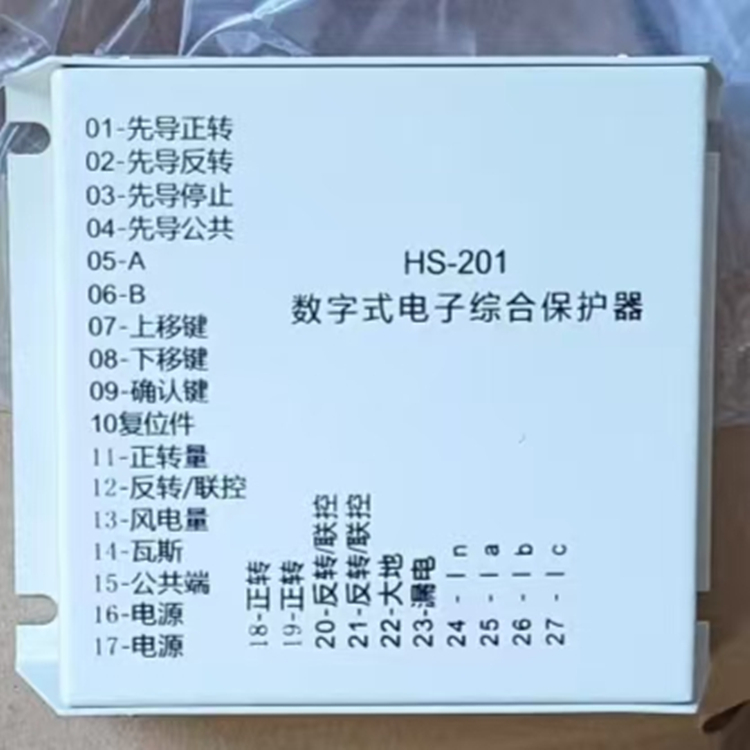 01-先导正转
02-先导反转
03-先导停止
04-先导公共
05-A
06-B
07-上移键
08-下移键
09-确认键
10复位件
11-正转量
12-反转/联控
13-风电量
14-瓦斯
15-公共端
16-电源
17-电源
HS-201
数字式电子综合保护器
18-正转
19-正转
20-反转/联控
21-反转/联控
22-大地
23-漏电
24 - I n
25 - I a
26 - I b
27 - I c